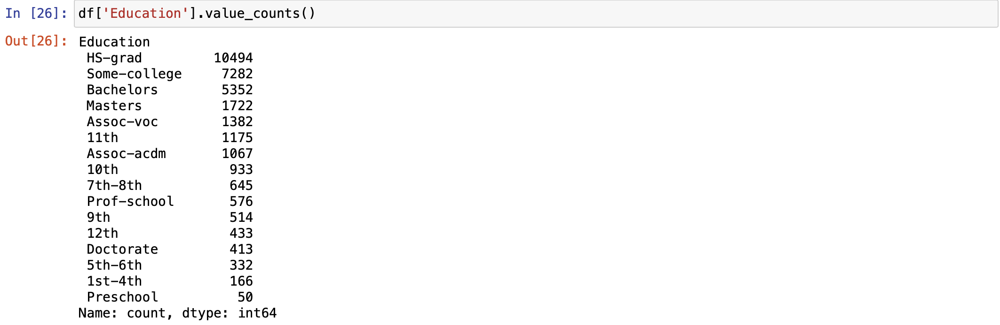 In [26]: df['Education'].value_counts()
Out[26]: Education
 HS-grad         10494
 Some-college     7282
 Bachelors        5352
 Masters          1722
 Assoc-voc        1382
 11th             1175
 Assoc-acdm       1067
 10th              933
 7th-8th           645
 Prof-school       576
 9th               514
 12th              433
 Doctorate         413
 5th-6th           332
 1st-4th           166
 Preschool          50
Name: count, dtype: int64